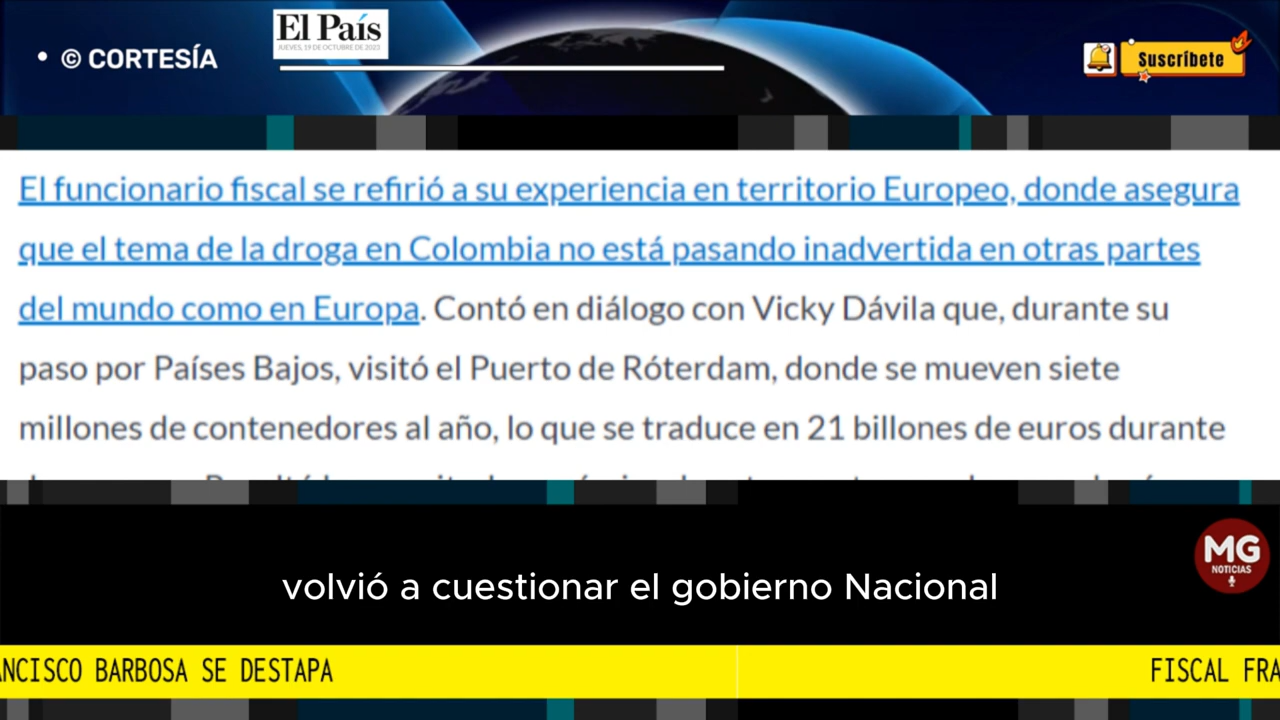 • © CORTESÍA
El País
JUEVES, 19 DE OCTUBRE DE 2023
Suscríbete
El funcionario fiscal se refirió a su experiencia en territorio Europeo, donde asegura
que el tema de la droga en Colombia no está pasando inadvertida en otras partes
del mundo como en Europa. Contó en diálogo con Vicky Dávila que, durante su
paso por Países Bajos, visitó el Puerto de Róterdam, donde se mueven siete
millones de contenedores al año, lo que se traduce en 21 billones de euros durante
MG
NOTICIAS
volvió a cuestionar el gobierno Nacional
ANCISCO BARBOSA SE DESTAPA
FISCAL FRA